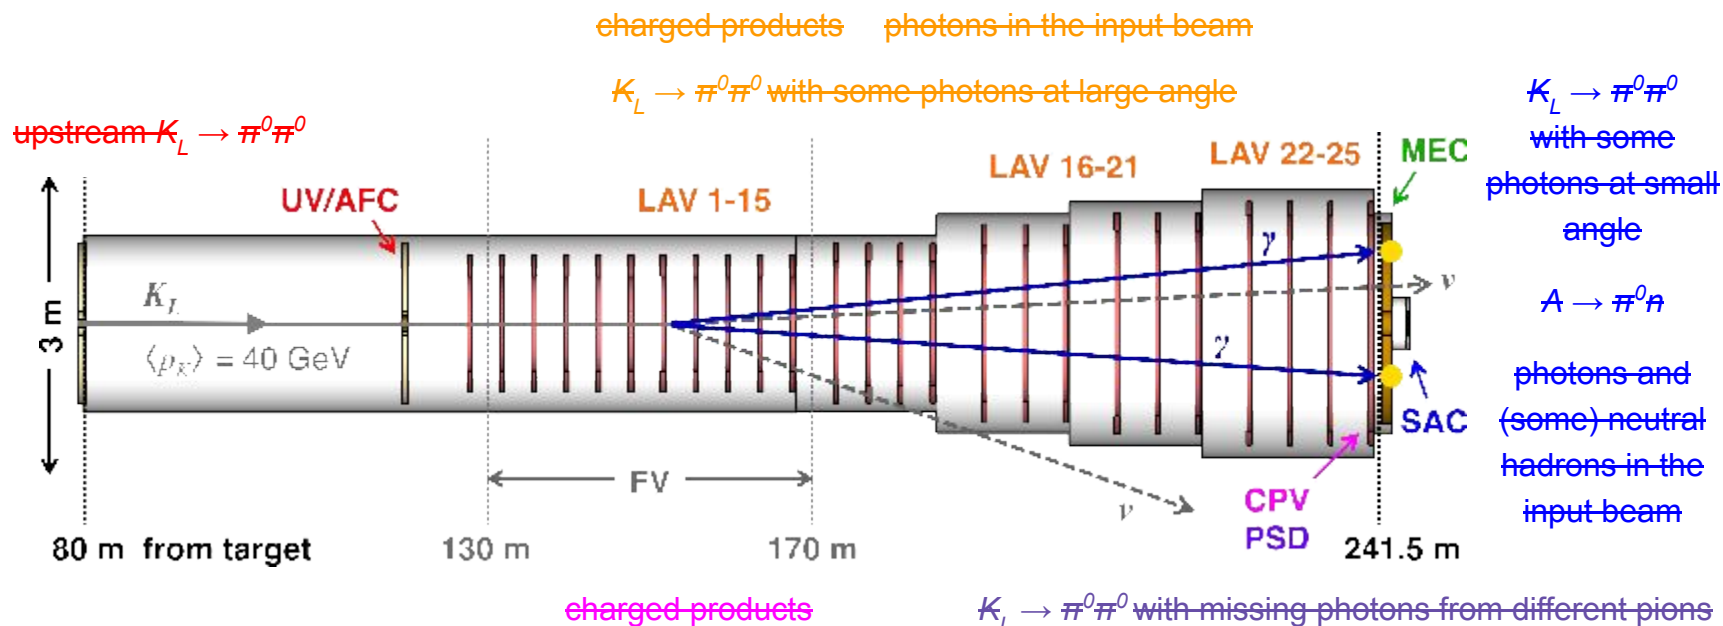 charged products photons in the input beam
K_L → π⁰π⁰ with some photons at large angle
upstream K_L → π⁰π⁰
K_L → π⁰π⁰
with some
photons at small
angle
A → π⁰n
photons and
(some) neutral
hadrons in the
input beam
UV/AFC
LAV 1-15
LAV 16-21
LAV 22-25
MEC
3 m
K_L
⟨p_K⟩ = 40 GeV
γ
ν
γ
ν
SAC
FV
CPV
PSD
80 m from target
130 m
170 m
241.5 m
charged products
K_L → π⁰π⁰ with missing photons from different pions